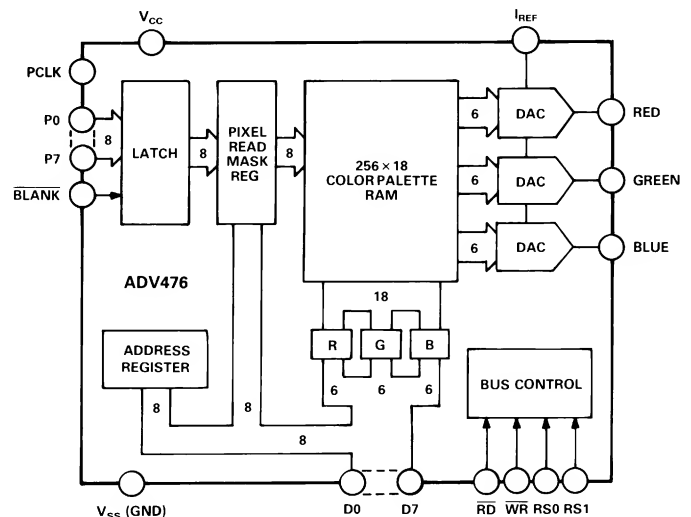 V̅CC
IREF
PCLK
P0
P7
8
BLANK
LATCH
8
PIXEL
READ
MASK
REG
8
256 × 18
COLOR PALETTE
RAM
6
DAC
RED
6
DAC
GREEN
6
DAC
BLUE
ADV476
18
R
G
B
6
6
6
ADDRESS
REGISTER
8
8
8
BUS CONTROL
VSS (GND)
D0
D7
RD
WR
RS0
RS1